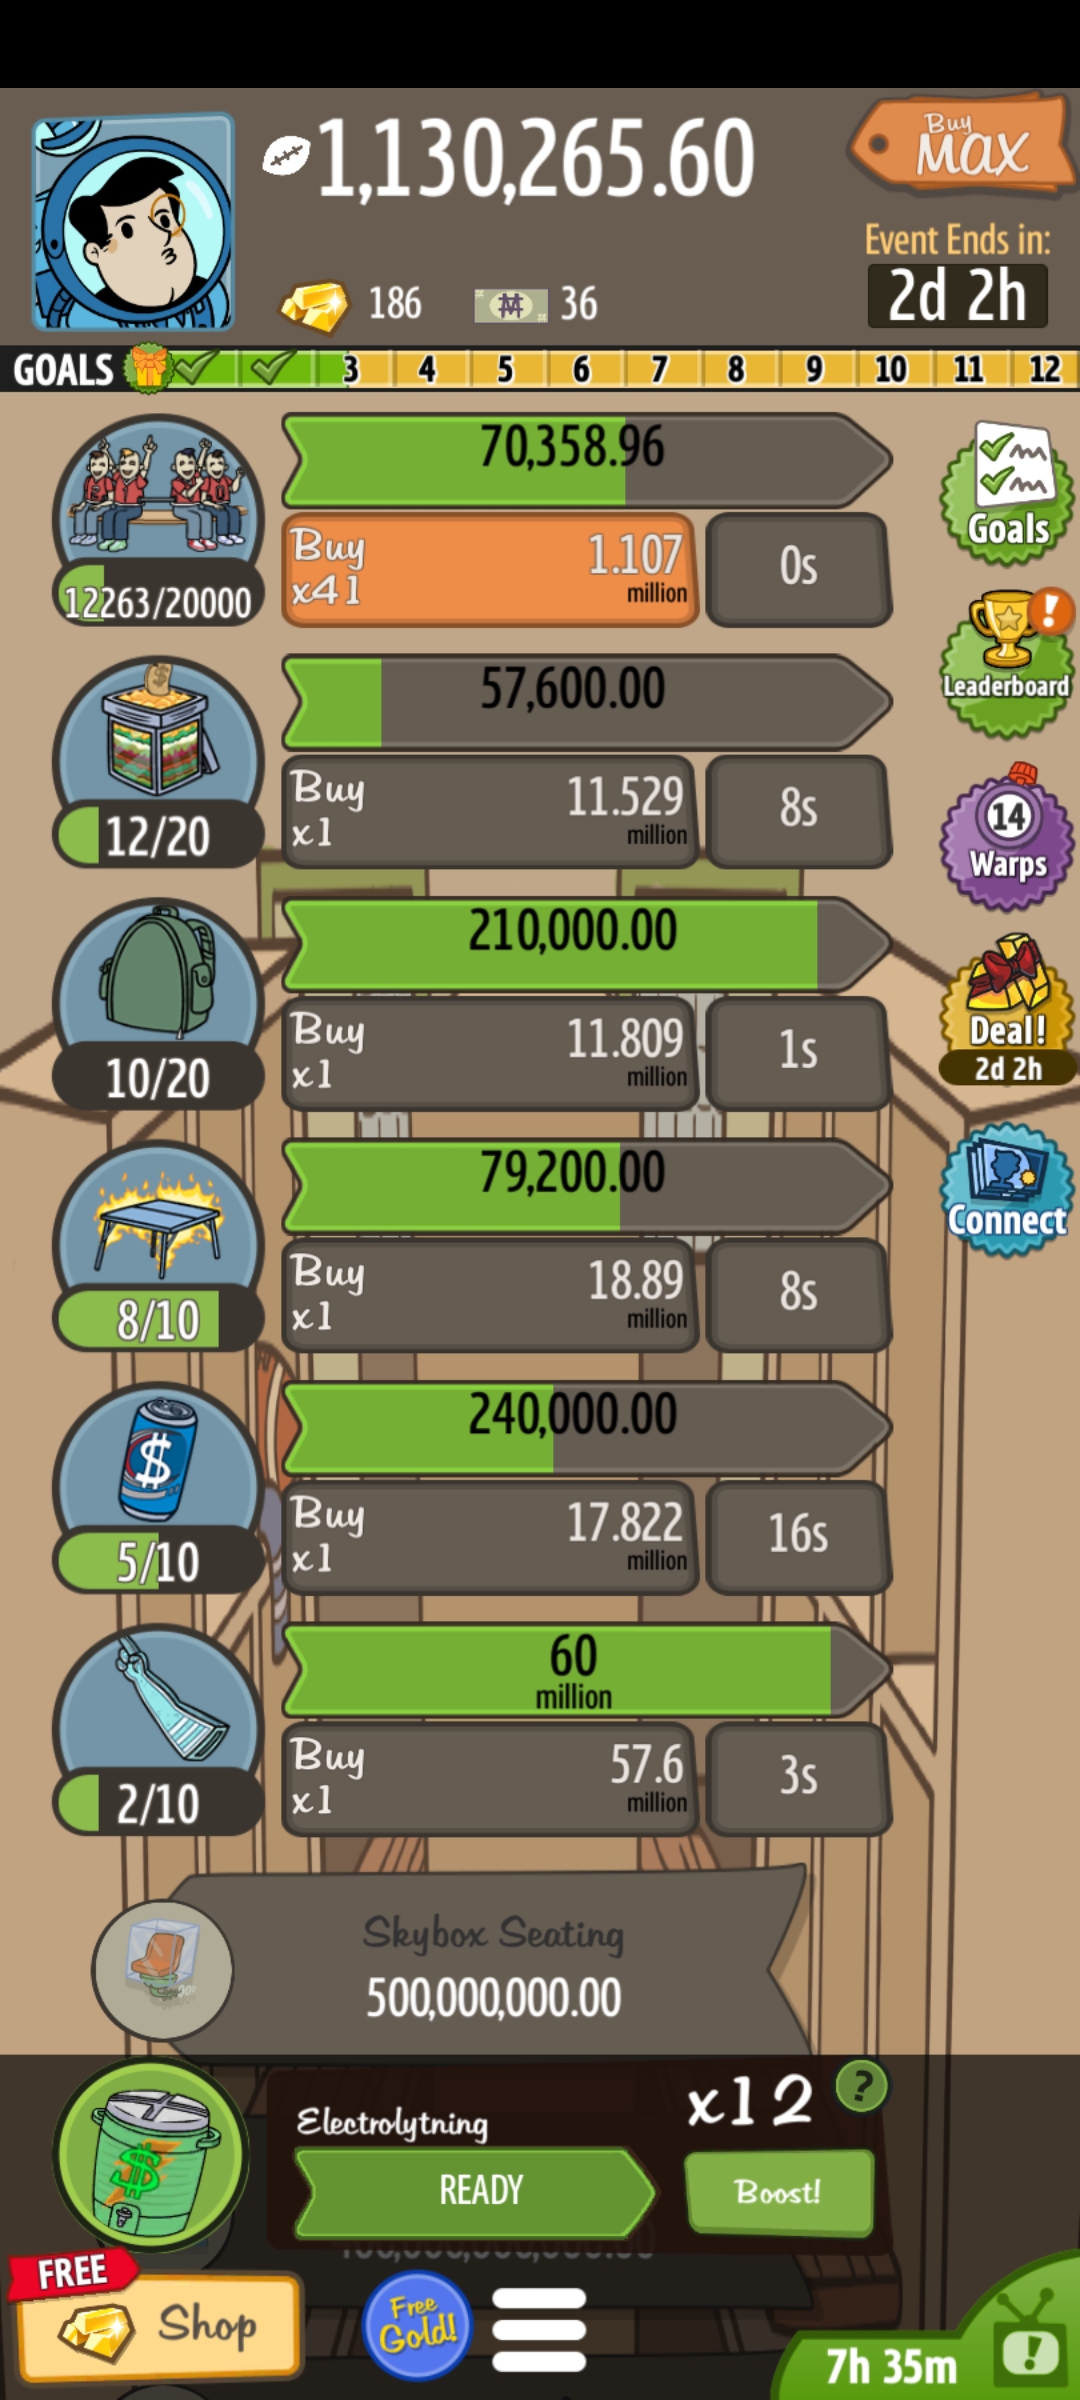 1,130,265.60
Buy
MAX
Event Ends in:
2d 2h
186
36
GOALS 3 4 5 6 7 8 9 10 11 12
70,358.96
Buy
x41
1.107
million
0s
12263/20000
Goals
57,600.00
Buy
x1
11.529
million
8s
12/20
Leaderboard
210,000.00
Buy
x1
11.809
million
1s
10/20
14
Warps
79,200.00
Buy
x1
18.89
million
8s
8/10
Deal!
2d 2h
240,000.00
Buy
x1
17.822
million
16s
5/10
Connect
60
million
Buy
x1
57.6
million
3s
2/10
Skybox Seating
500,000,000.00
Electrolytning
x12
?
READY
Boost!
FREE
Shop
Free
Gold!
7h 35m